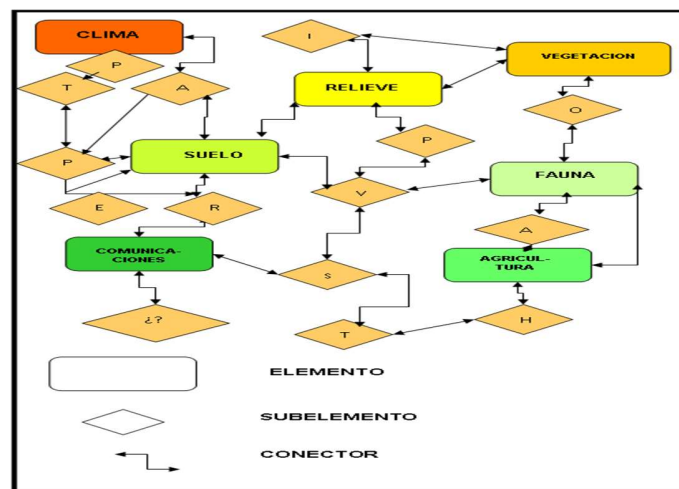 CLIMA
P
T
A
I
VEGETACION
RELIEVE
O
P
SUELO
P
V
FAUNA
E
R
A
COMUNICA-
CIONES
S
AGRICUL-
TURA
¿?
T
H
ELEMENTO
SUBELEMENTO
CONECTOR